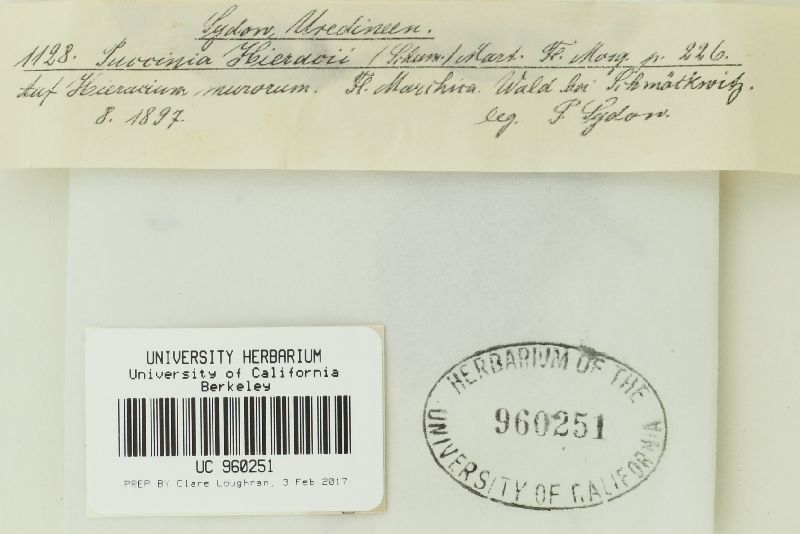 Sydow, Uredineen.
1128. Puccinia Hieracii (Schum.) Mart. Fl. Mosq. p. 226.
Auf Hieracium murorum. Fl. Marchica. Wald bei Schmöckwitz.
8. 1897. leg. P. Sydow.
UNIVERSITY HERBARIUM
University of California
Berkeley
UC 960251
PREP BY Clare Loughran, 3 Feb 2017
HERBARIUM OF THE
960251
UNIVERSITY OF CALIFORNIA